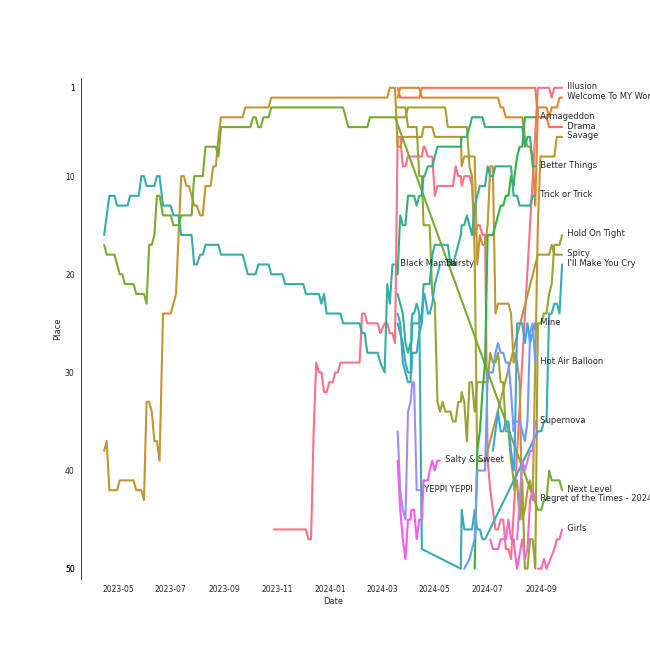 1
10
20
30
40
50
Place
2023-05
2023-07
2023-09
2023-11
2024-01
2024-03
2024-05
2024-07
2024-09
Date
Illusion
Welcome To MY Wor
Armageddon
Drama
Savage
Better Things
Trick or Trick
Hold On Tight
Spicy
I'll Make You Cry
Black Mamba
Thirsty
Mine
Hot Air Balloon
Supernova
Salty & Sweet
YEPPI YEPPI
Next Level
Regret of the Times - 2024
Girls